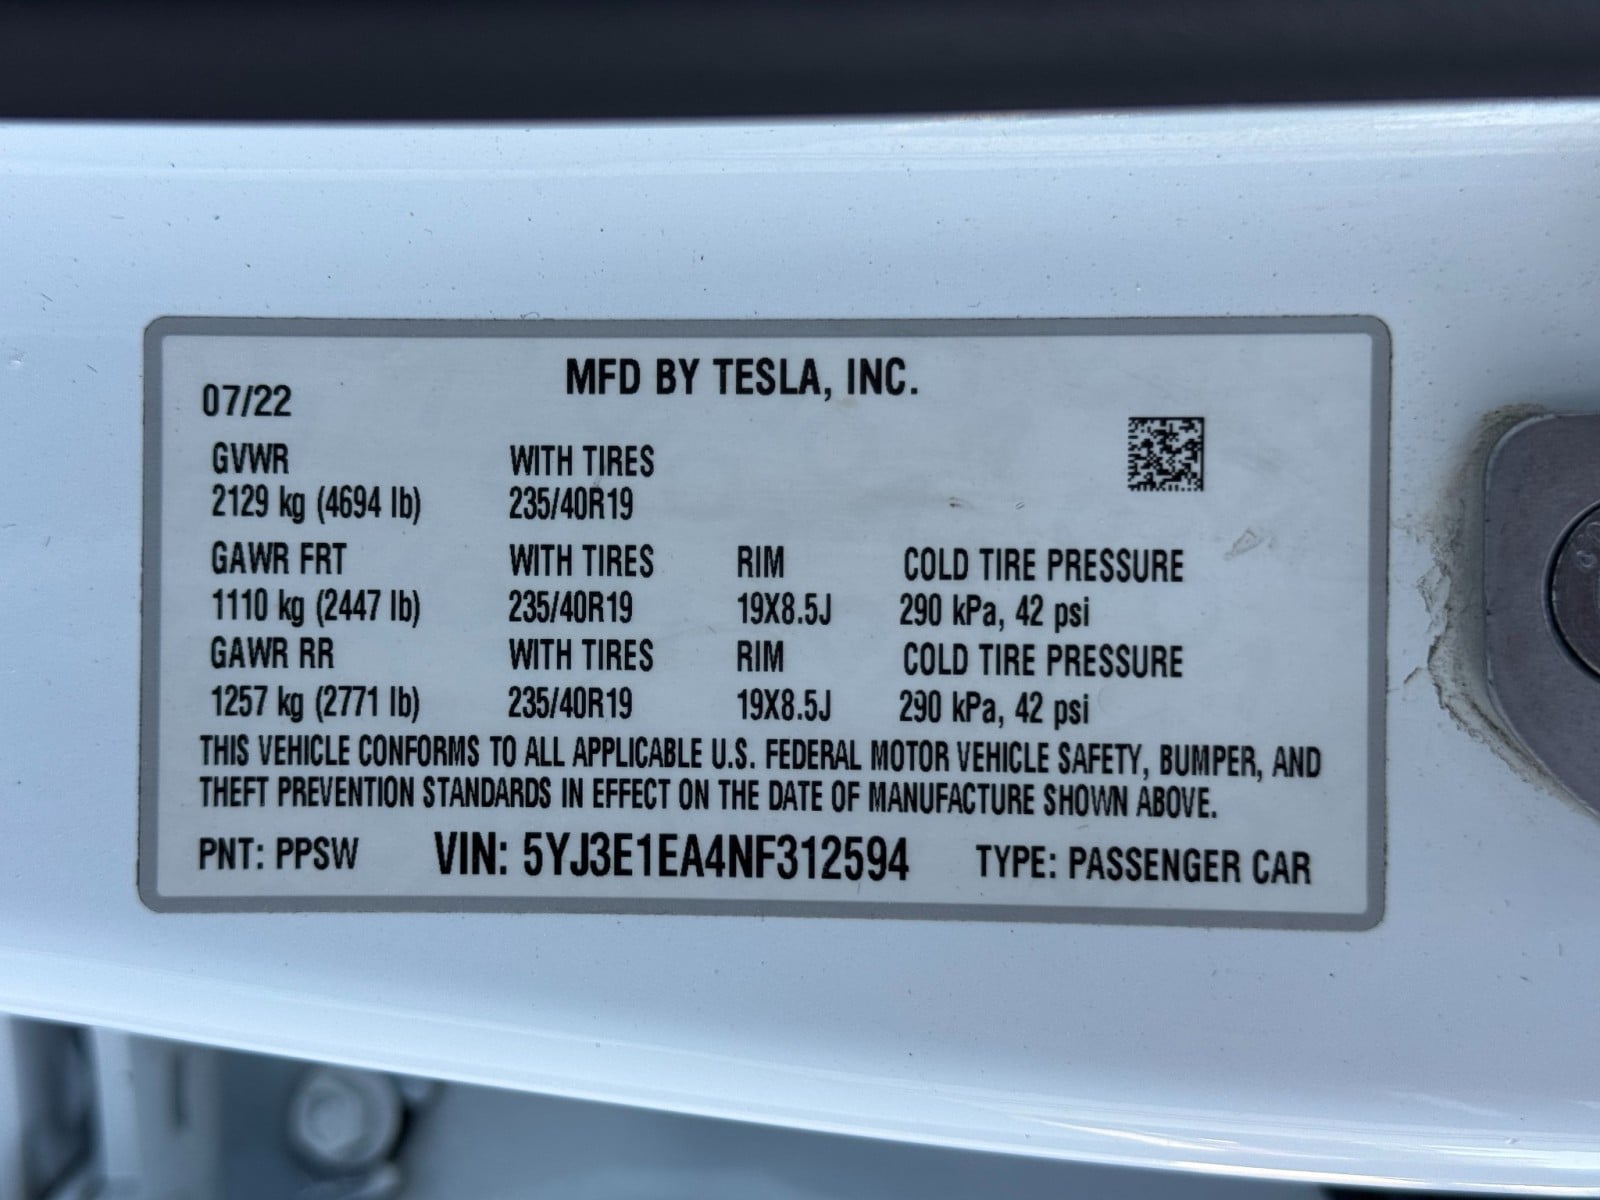 MFD BY TESLA, INC.
07/22
GVWR WITH TIRES
2129 kg (4694 lb) 235/40R19
GAWR FRT WITH TIRES RIM COLD TIRE PRESSURE
1110 kg (2447 lb) 235/40R19 19X8.5J 290 kPa, 42 psi
GAWR RR WITH TIRES RIM COLD TIRE PRESSURE
1257 kg (2771 lb) 235/40R19 19X8.5J 290 kPa, 42 psi
THIS VEHICLE CONFORMS TO ALL APPLICABLE U.S. FEDERAL MOTOR VEHICLE SAFETY, BUMPER, AND
THEFT PREVENTION STANDARDS IN EFFECT ON THE DATE OF MANUFACTURE SHOWN ABOVE.
PNT: PPSW VIN: 5YJ3E1EA4NF312594 TYPE: PASSENGER CAR